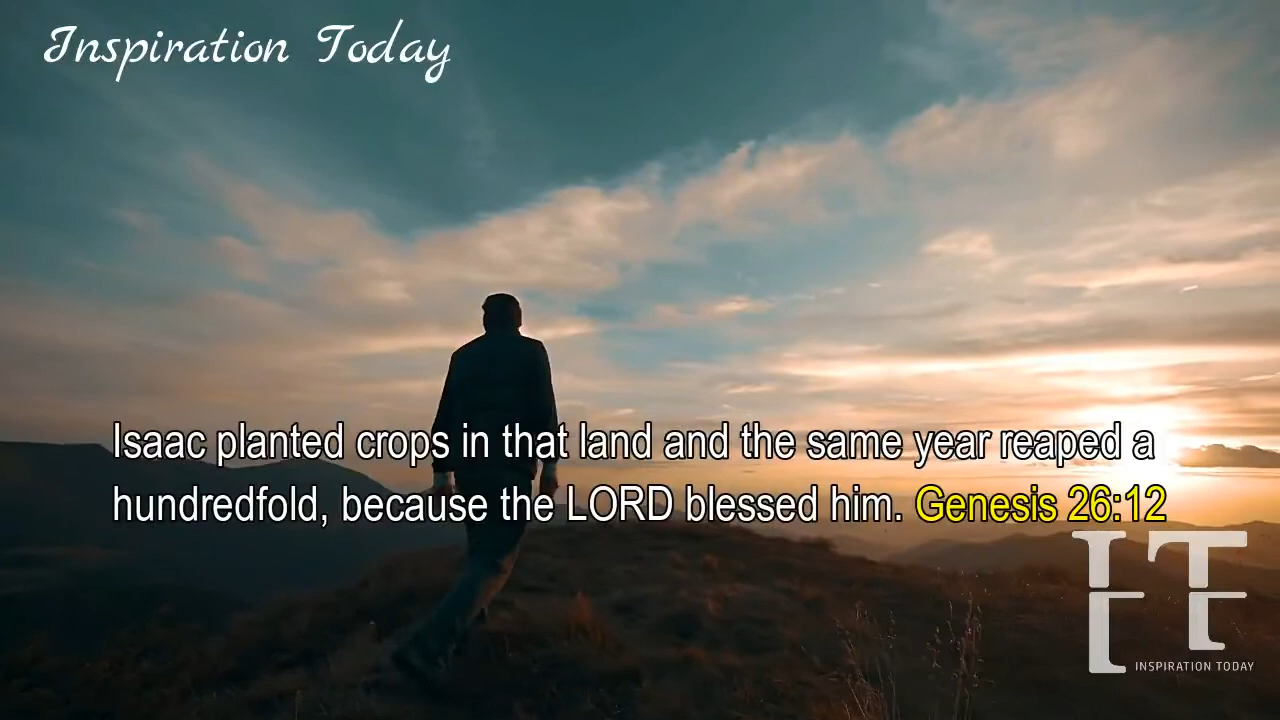 Inspiration Today
Isaac planted crops in that land and the same year reaped a
hundredfold, because the LORD blessed him. Genesis 26:12
IT
INSPIRATION TODAY